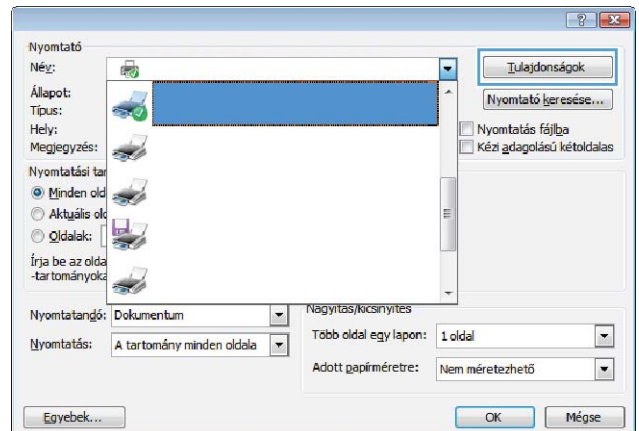 Nyomtató
Név:
Tulajdonságok
Állapot:
Nyomtató keresése...
Típus:
Hely:
Nyomtatás fájlba
Megjegyzés:
Kézi adagolású kétoldalas
Nyomtatási tar
Minden old
Aktuális olc
Oldalak:
Írja be az olda
-tartományoka
Nagyítás/kicsinyítés
Nyomtatandó: Dokumentum
Több oldal egy lapon: 1 oldal
Nyomtatás: A tartomány minden oldala
Adott papírméretre: Nem méretezhető
Egyebek...
OK
Mégse